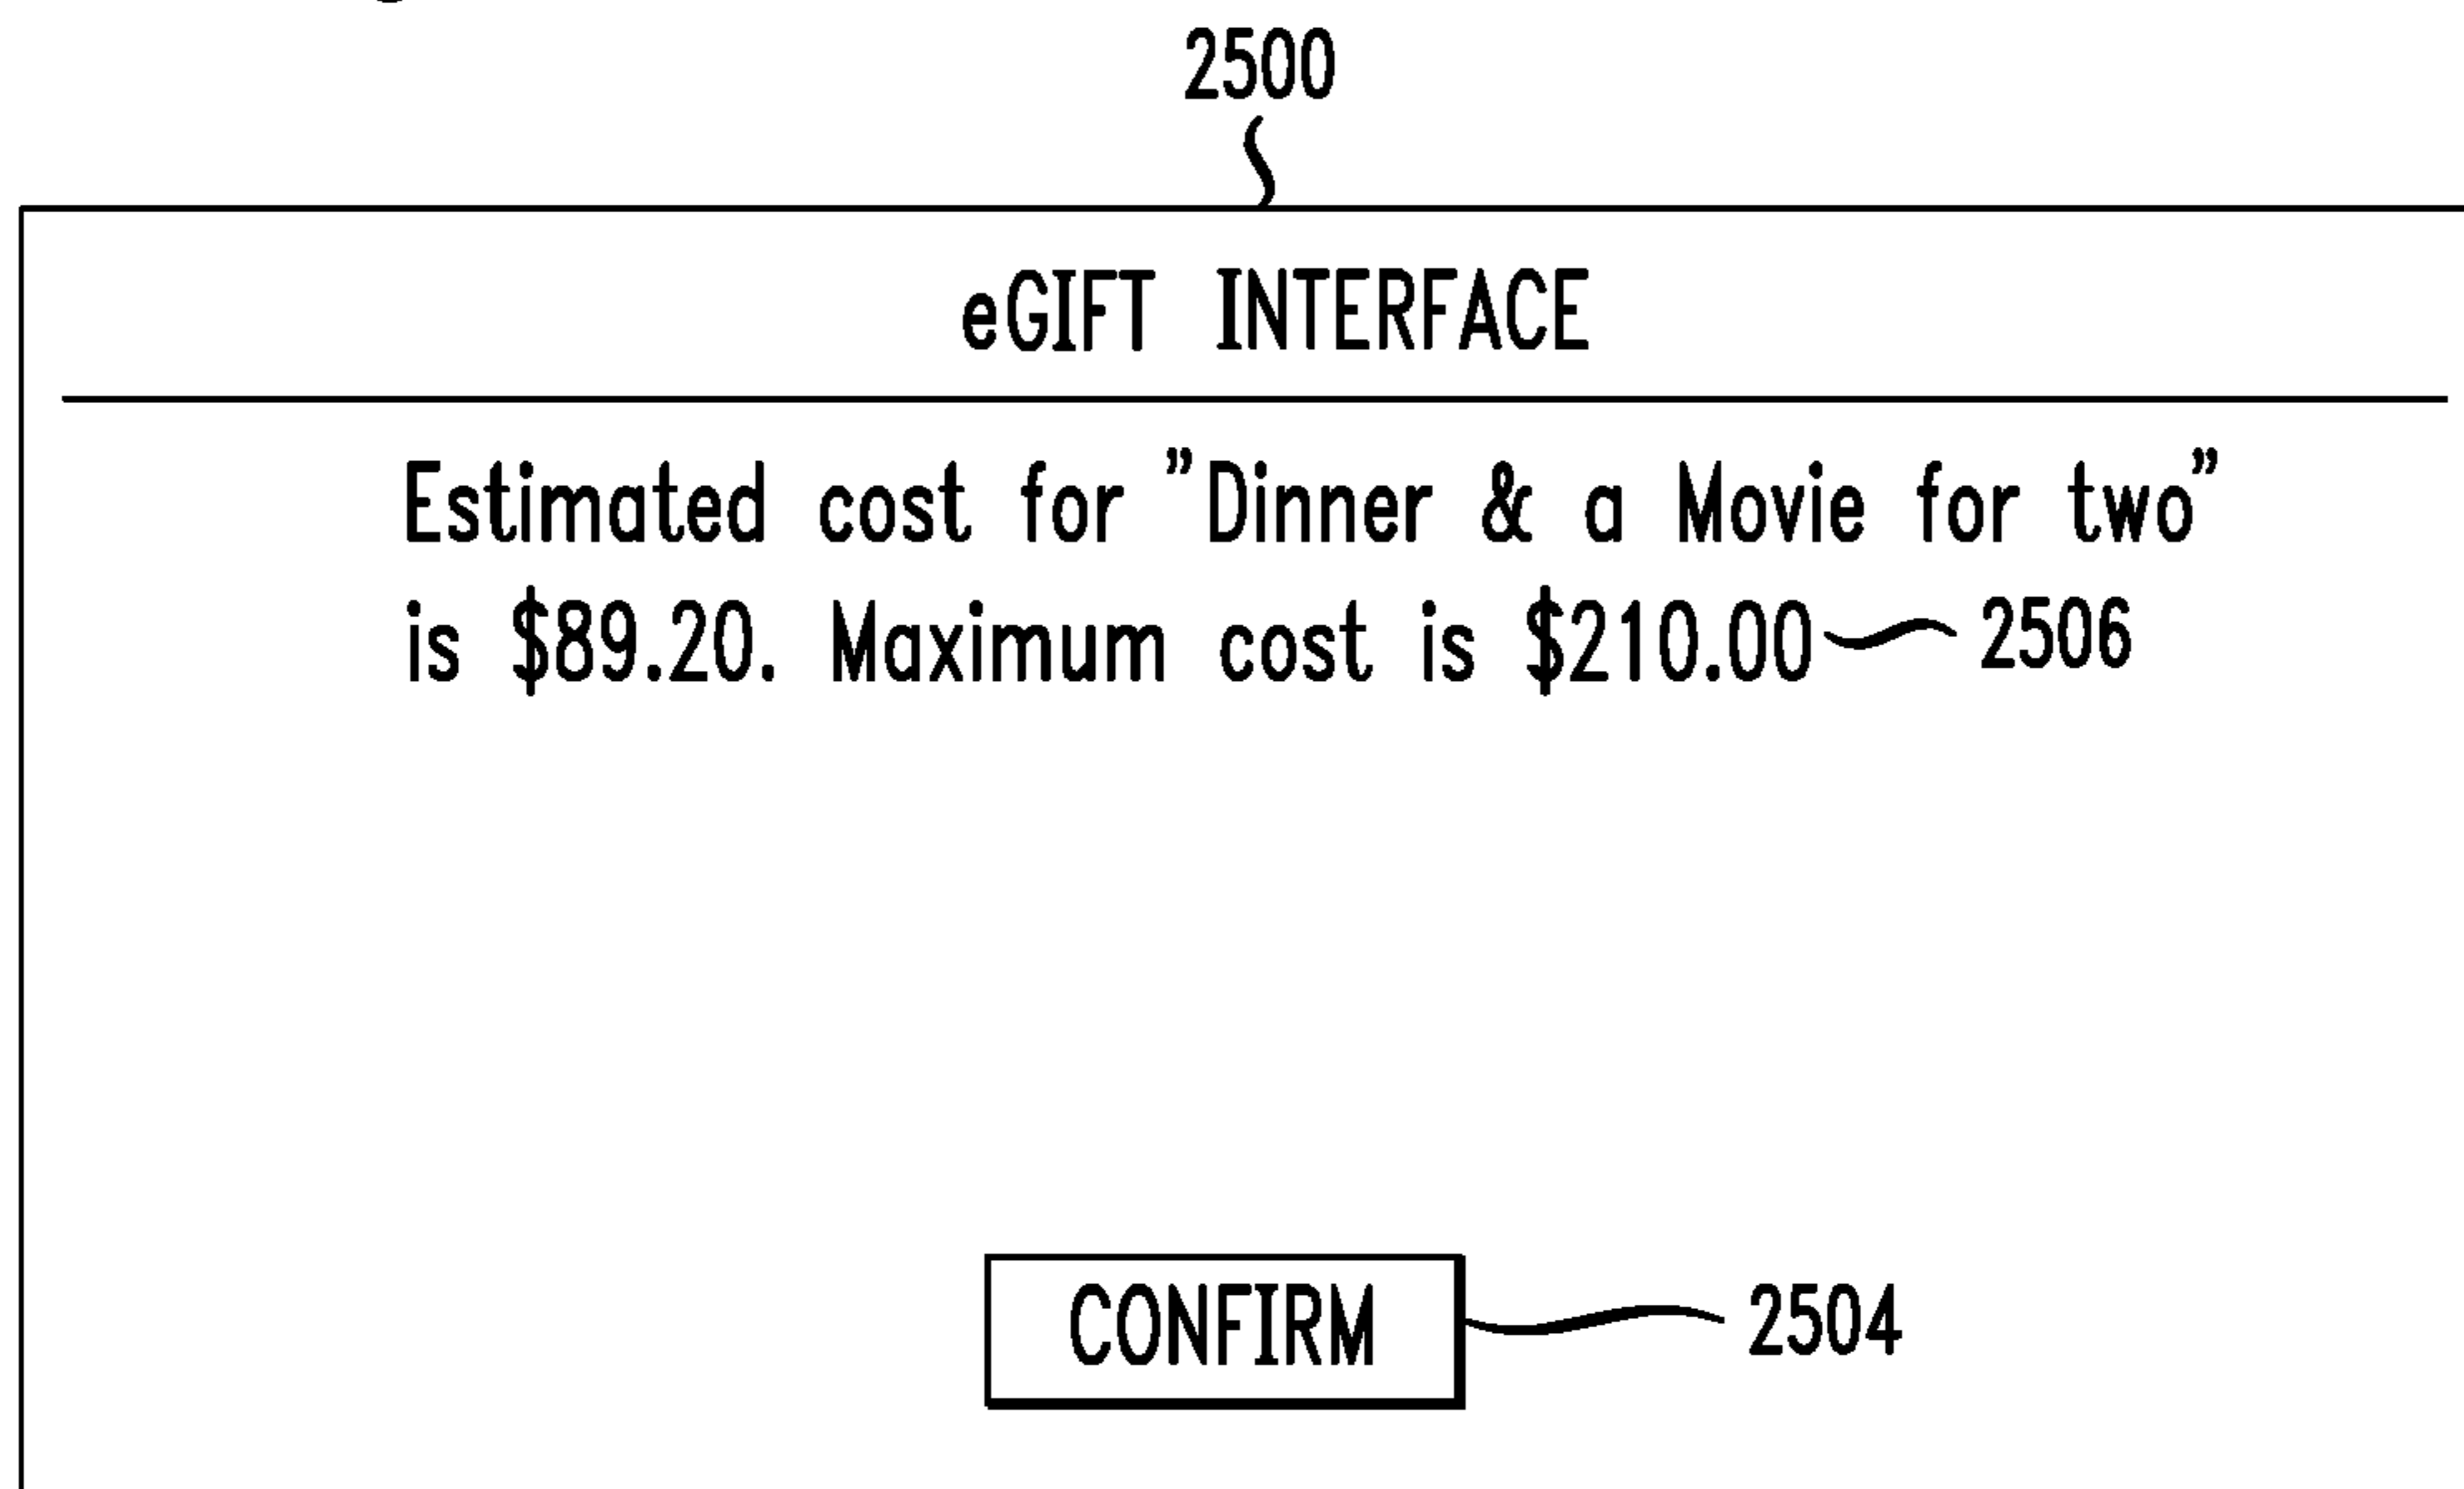 2500
eGIFT INTERFACE
Estimated cost for "Dinner & a Movie for two"
is $89.20. Maximum cost is $210.00 2506
CONFIRM 2504